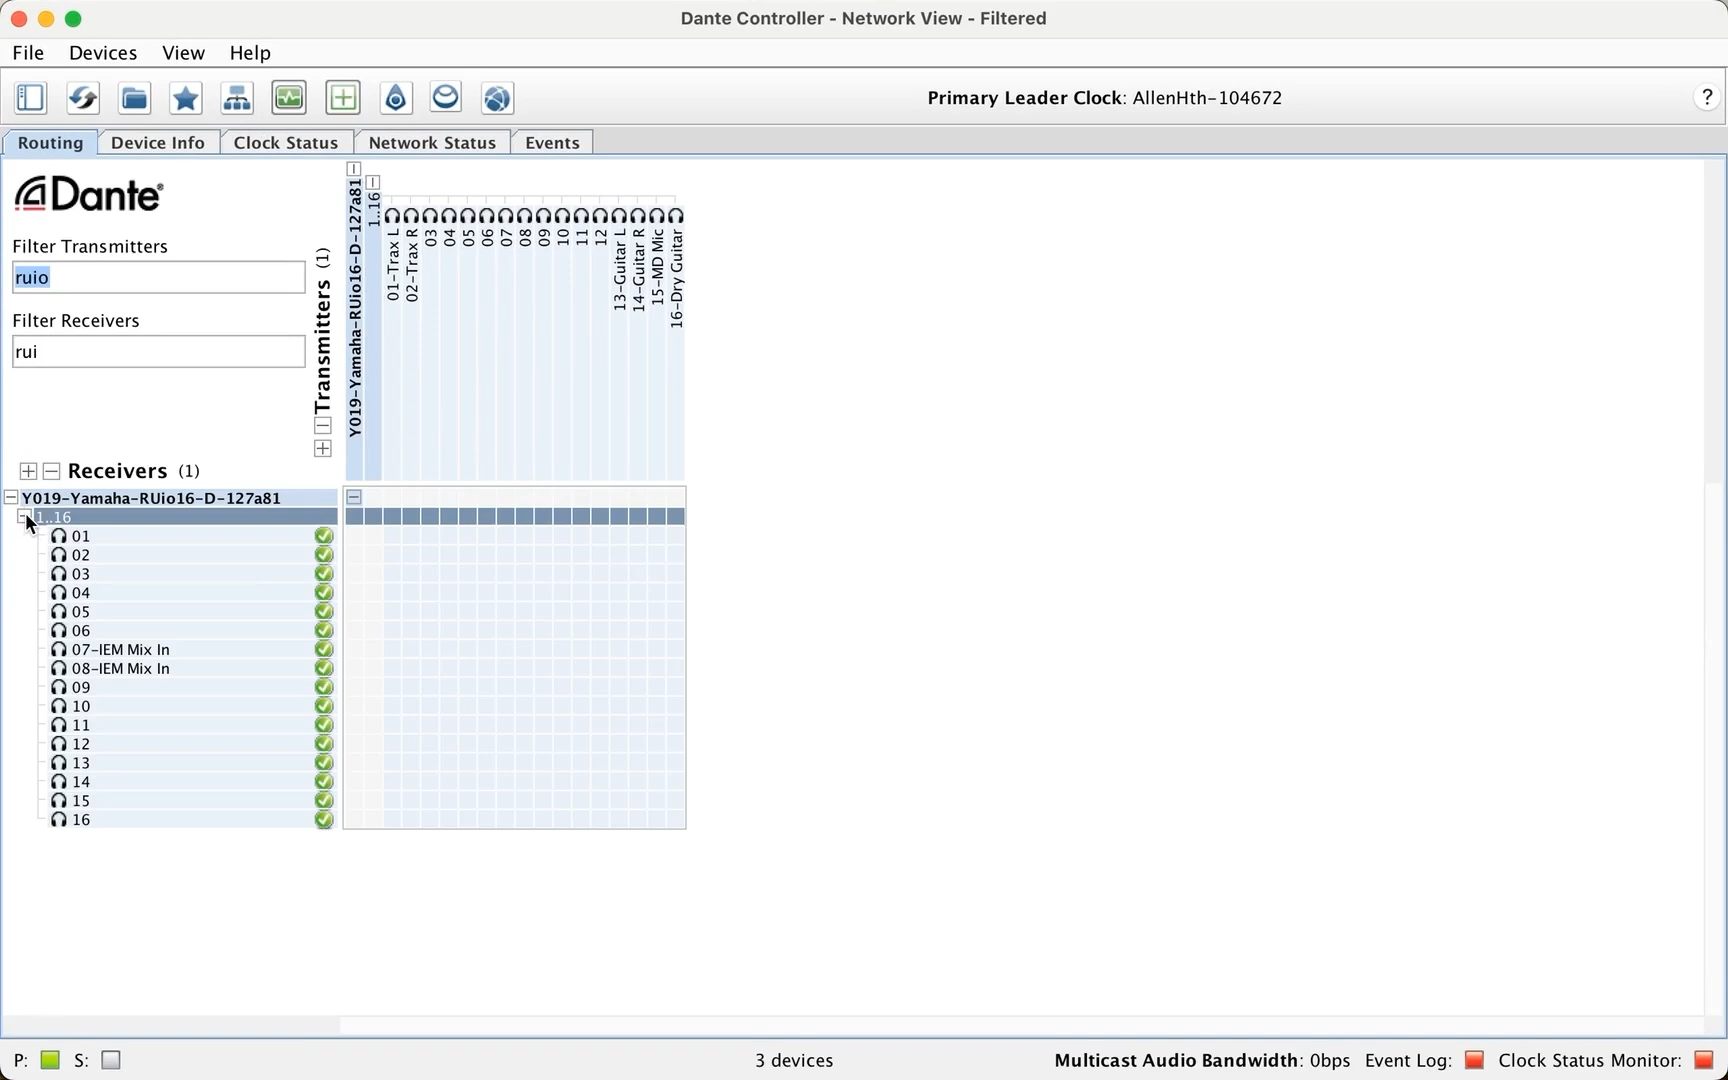 Dante Controller - Network View - Filtered
File Devices View Help
Primary Leader Clock: AllenHth-104672
?
Routing Device Info Clock Status Network Status Events
Dante
Filter Transmitters
ruio
Filter Receivers
rui
Transmitters (1)
Y019-Yamaha-RUio16-D-127a81
1..16
01-Trax L
02-Trax R
03
04
05
06
07
08
09
10
11
12
13-Guitar L
14-Guitar R
15-MD Mic
16-Dry Guitar
Receivers (1)
Y019-Yamaha-RUio16-D-127a81
1..16
01
02
03
04
05
06
07-IEM Mix In
08-IEM Mix In
09
10
11
12
13
14
15
16
P: S: 3 devices Multicast Audio Bandwidth: 0bps Event Log: Clock Status Monitor: